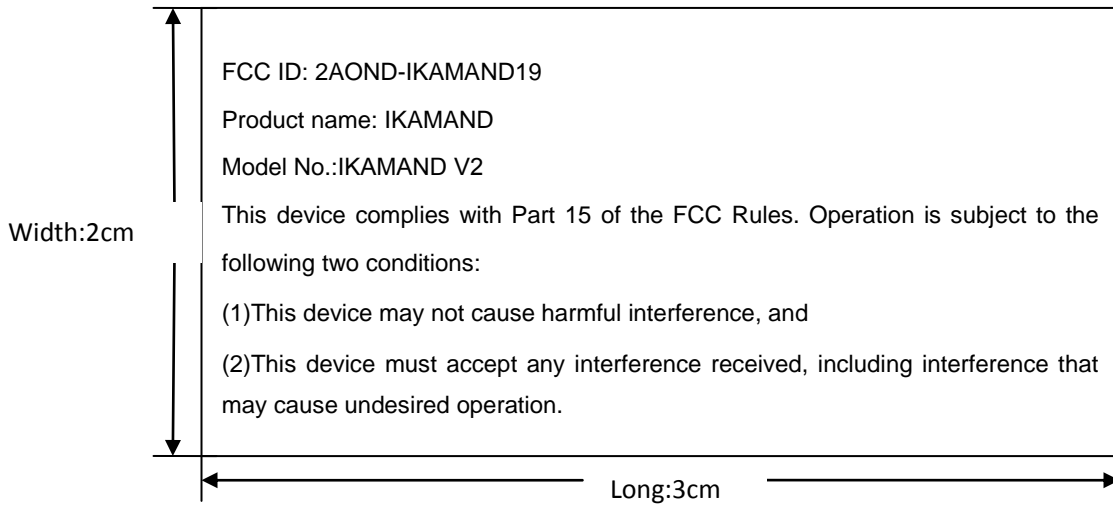 FCC ID: 2AOND-IKAMAND19
Product name: IKAMAND
Model No.:IKAMAND V2
This device complies with Part 15 of the FCC Rules. Operation is subject to the
following two conditions:
(1)This device may not cause harmful interference, and
(2)This device must accept any interference received, including interference that
may cause undesired operation.
Width:2cm
Long:3cm